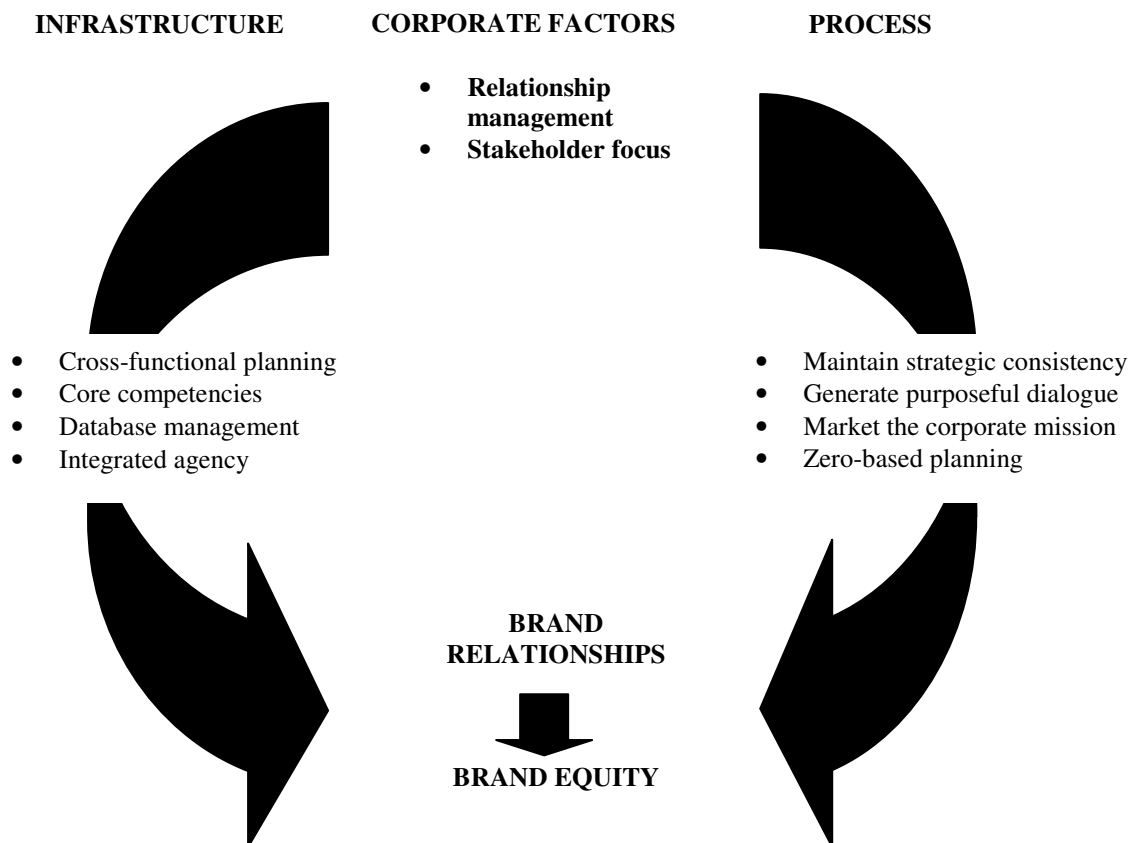 INFRASTRUCTURE
CORPORATE FACTORS
PROCESS
• Relationship
management
• Stakeholder focus
• Cross-functional planning
• Core competencies
• Database management
• Integrated agency
• Maintain strategic consistency
• Generate purposeful dialogue
• Market the corporate mission
• Zero-based planning
BRAND
RELATIONSHIPS
BRAND EQUITY